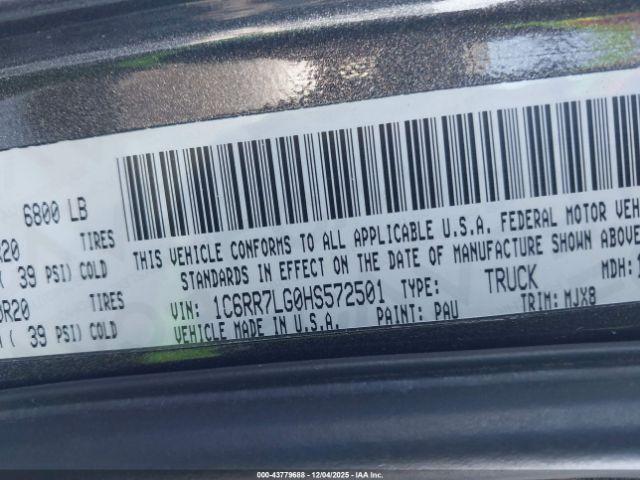 6800 LB
R20 TIRES
( 39 PSI) COLD
R20 TIRES
( 39 PSI) COLD
THIS VEHICLE CONFORMS TO ALL APPLICABLE U.S.A. FEDERAL MOTOR VEH
STANDARDS IN EFFECT ON THE DATE OF MANUFACTURE SHOWN ABOVE
VIN: 1C6RR7LG0HS572501 TYPE: TRUCK MDH:
VEHICLE MADE IN U.S.A. PAINT: PAU TRIM: MJX8
000-43779688 - 12/04/2025 - IAA Inc.